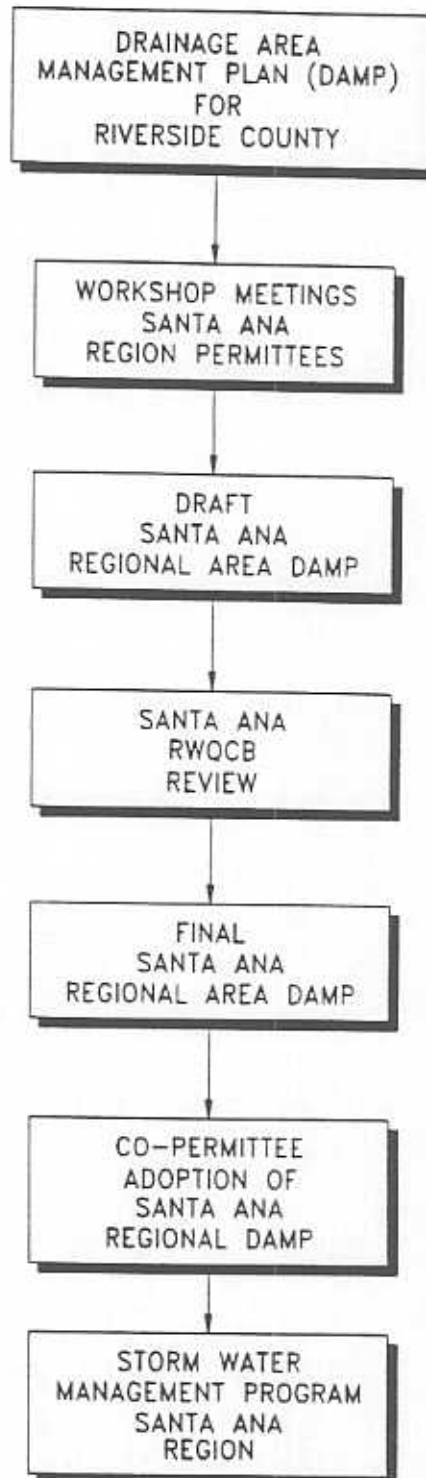 DRAINAGE AREA
MANAGEMENT PLAN (DAMP)
FOR
RIVERSIDE COUNTY
WORKSHOP MEETINGS
SANTA ANA
REGION PERMITTEES
DRAFT
SANTA ANA
REGIONAL AREA DAMP
SANTA ANA
RWQCB
REVIEW
FINAL
SANTA ANA
REGIONAL AREA DAMP
CO-PERMITTEE
ADOPTION OF
SANTA ANA
REGIONAL DAMP
STORM WATER
MANAGEMENT PROGRAM
SANTA ANA
REGION